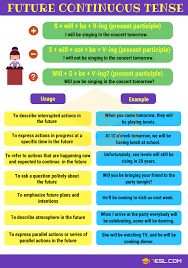 FUTURE CONTINUOUS TENSE
S + will + be + V-ing (present participle)
I will be singing in the concert tomorrow.
S + will + not + be + V-ing (present participle)
I will not be singing in the concert tomorrow.
Will + S + be + V-ing? (present participle)
Will you be singing in the concert tomorrow?
Usage
Example
To describe interrupted actions in the future
When you come tomorrow, they will be playing tennis.
To express actions in progress at a specific time in the future
At 12 o'clock tomorrow, we will be having lunch at school.
To refer to actions that are happening now and expected to continue in the future
Unfortunately, sea levels will still be rising in 20 years.
To ask a question politely about the future
Will you be bringing your friend to the party tonight?
To emphasize future plans and intentions
He'll be coming to visit us next week.
To describe atmosphere in the future
When I arrive at the party everybody will be celebrating, some will be dancing.
To express parallel actions or series of parallel actions in the future
She will be watching TV, and he will be cooking dinner
7ESL.COM